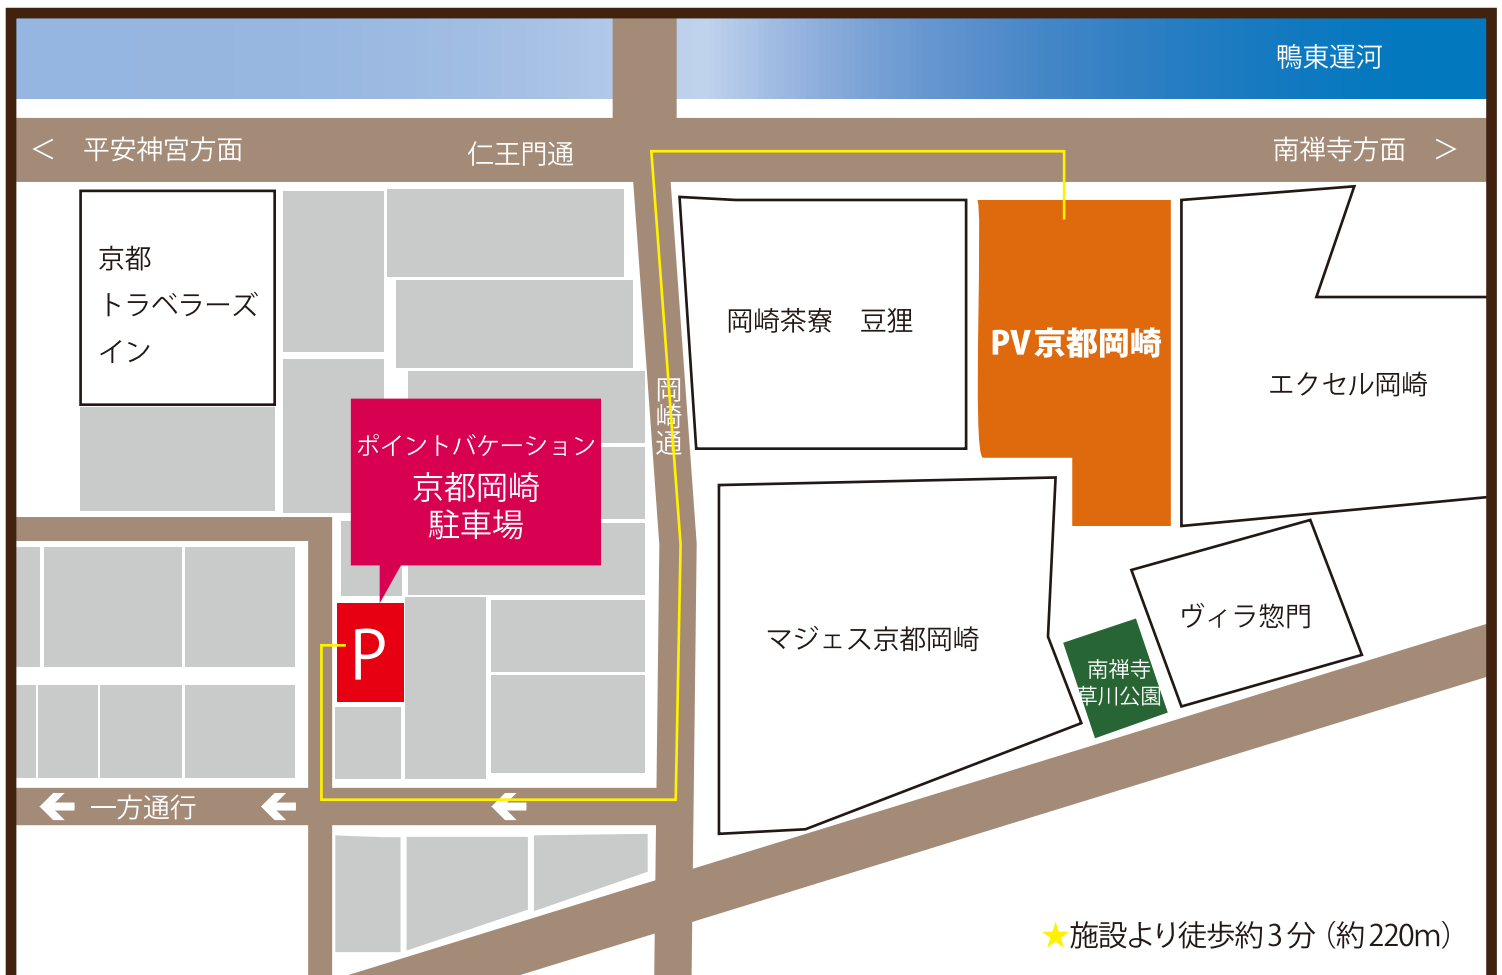 鴨東運河
＜　平安神宮方面
仁王門通
南禅寺方面　＞
京都
トラベラーズ
イン
岡崎茶寮　豆狸
PV京都岡崎
エクセル岡崎
岡崎通
ポイントバケーション
京都岡崎
駐車場
P
マジェス京都岡崎
ヴィラ惣門
南禅寺
草川公園
一方通行
★施設より徒歩約3分（約220m）